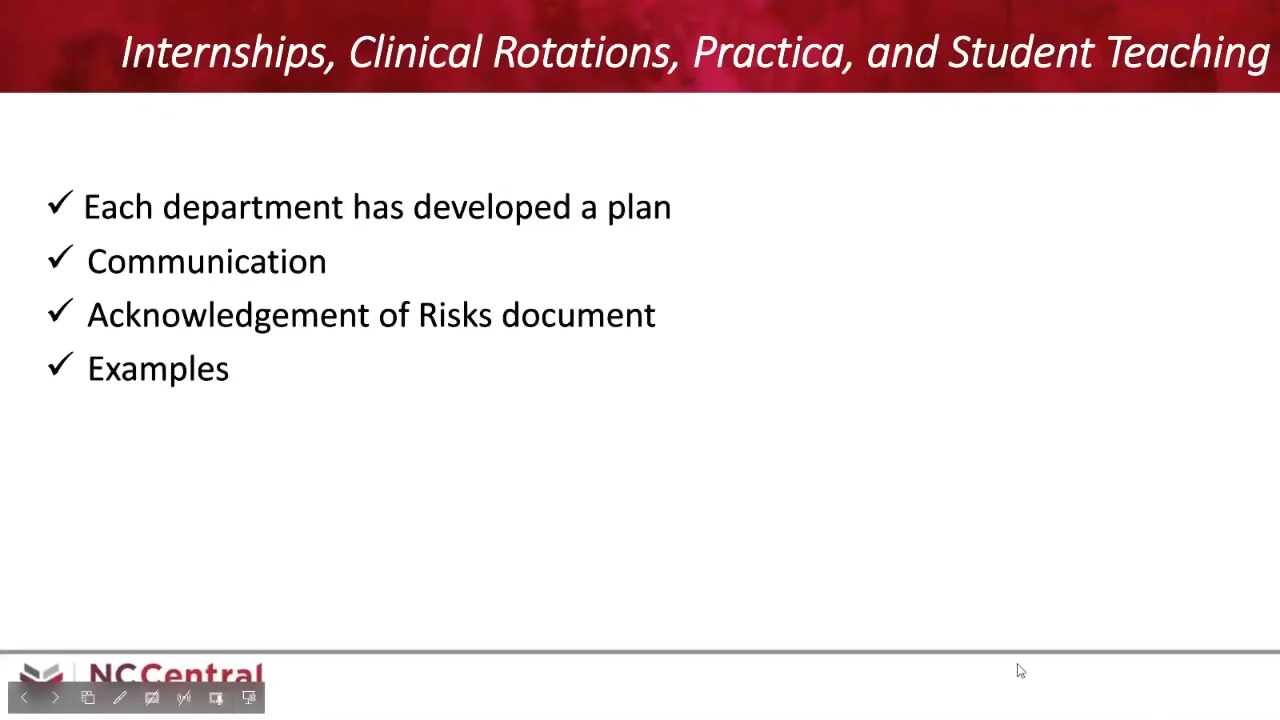 Internships, Clinical Rotations, Practica, and Student Teaching
Each department has developed a plan
Communication
Acknowledgement of Risks document
Examples
NCCentral